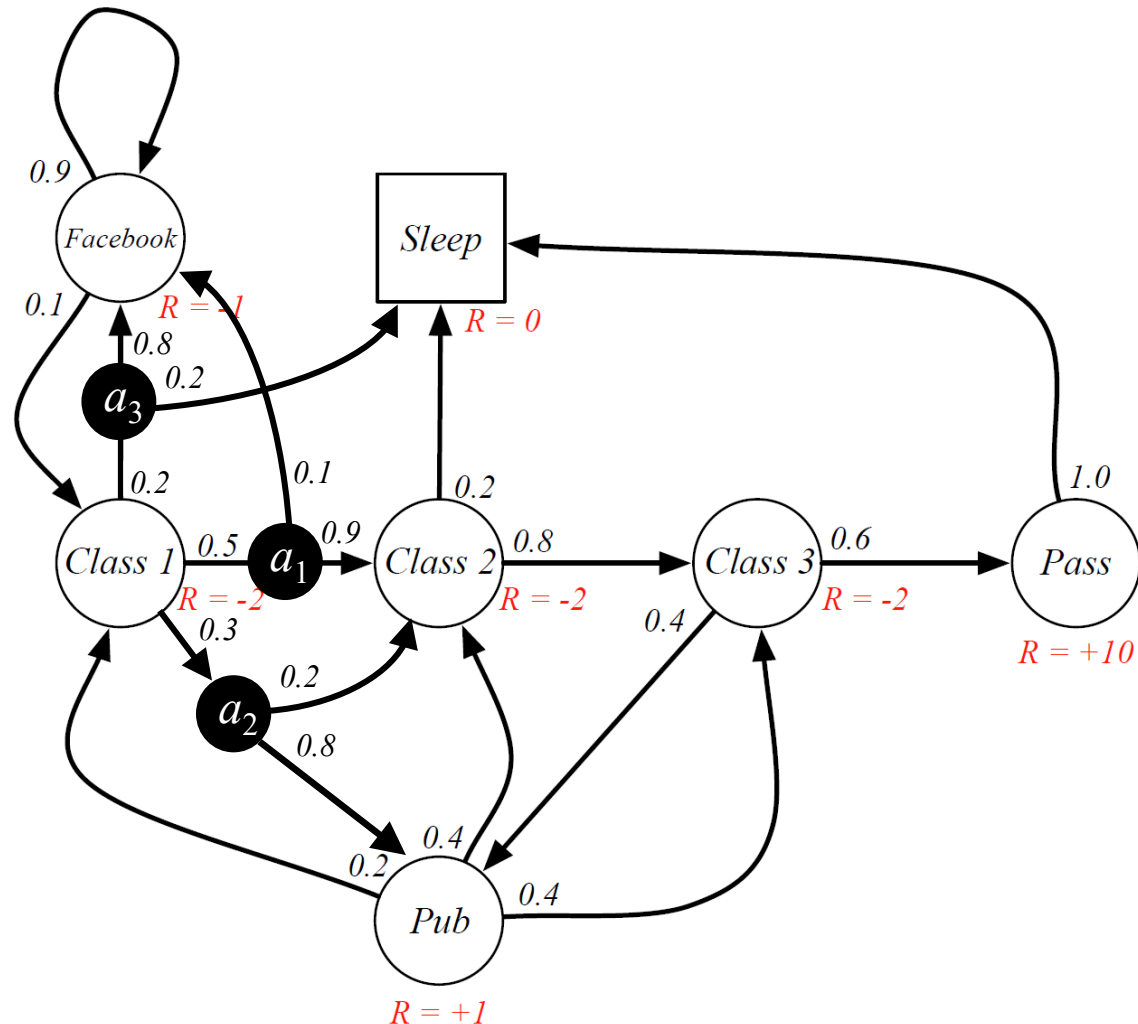 0.9
Facebook
Sleep
0.1
R = -1
R = 0
0.8
0.2
a3
0.2
0.1
0.2
1.0
Class 1
0.5
a1
0.9
Class 2
0.8
Class 3
0.6
Pass
R = -2
R = -2
R = -2
0.3
0.4
R = +10
0.2
a2
0.8
0.4
0.2
0.4
Pub
R = +1